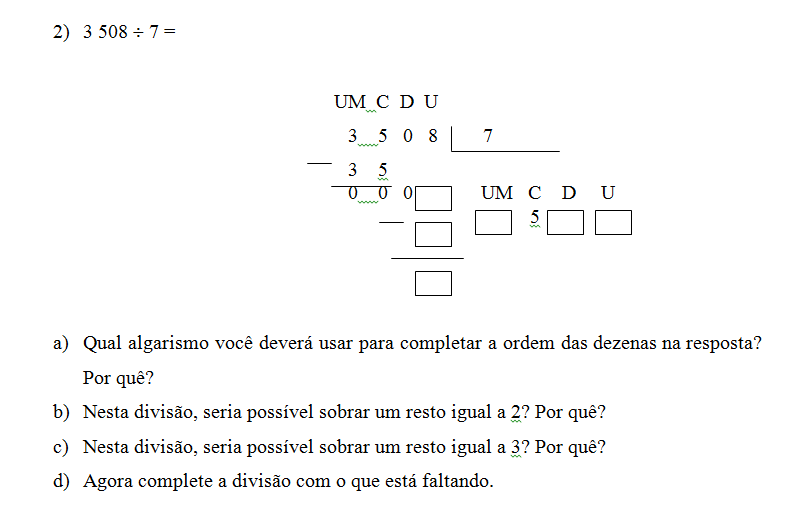 2) 3 508 ÷ 7 =
UM C D U
3 5 0 8 7
3 5
0 0 0 UM C D U
5
a) Qual algarismo você deverá usar para completar a ordem das dezenas na resposta?
Por quê?
b) Nesta divisão, seria possível sobrar um resto igual a 2? Por quê?
c) Nesta divisão, seria possível sobrar um resto igual a 3? Por quê?
d) Agora complete a divisão com o que está faltando.